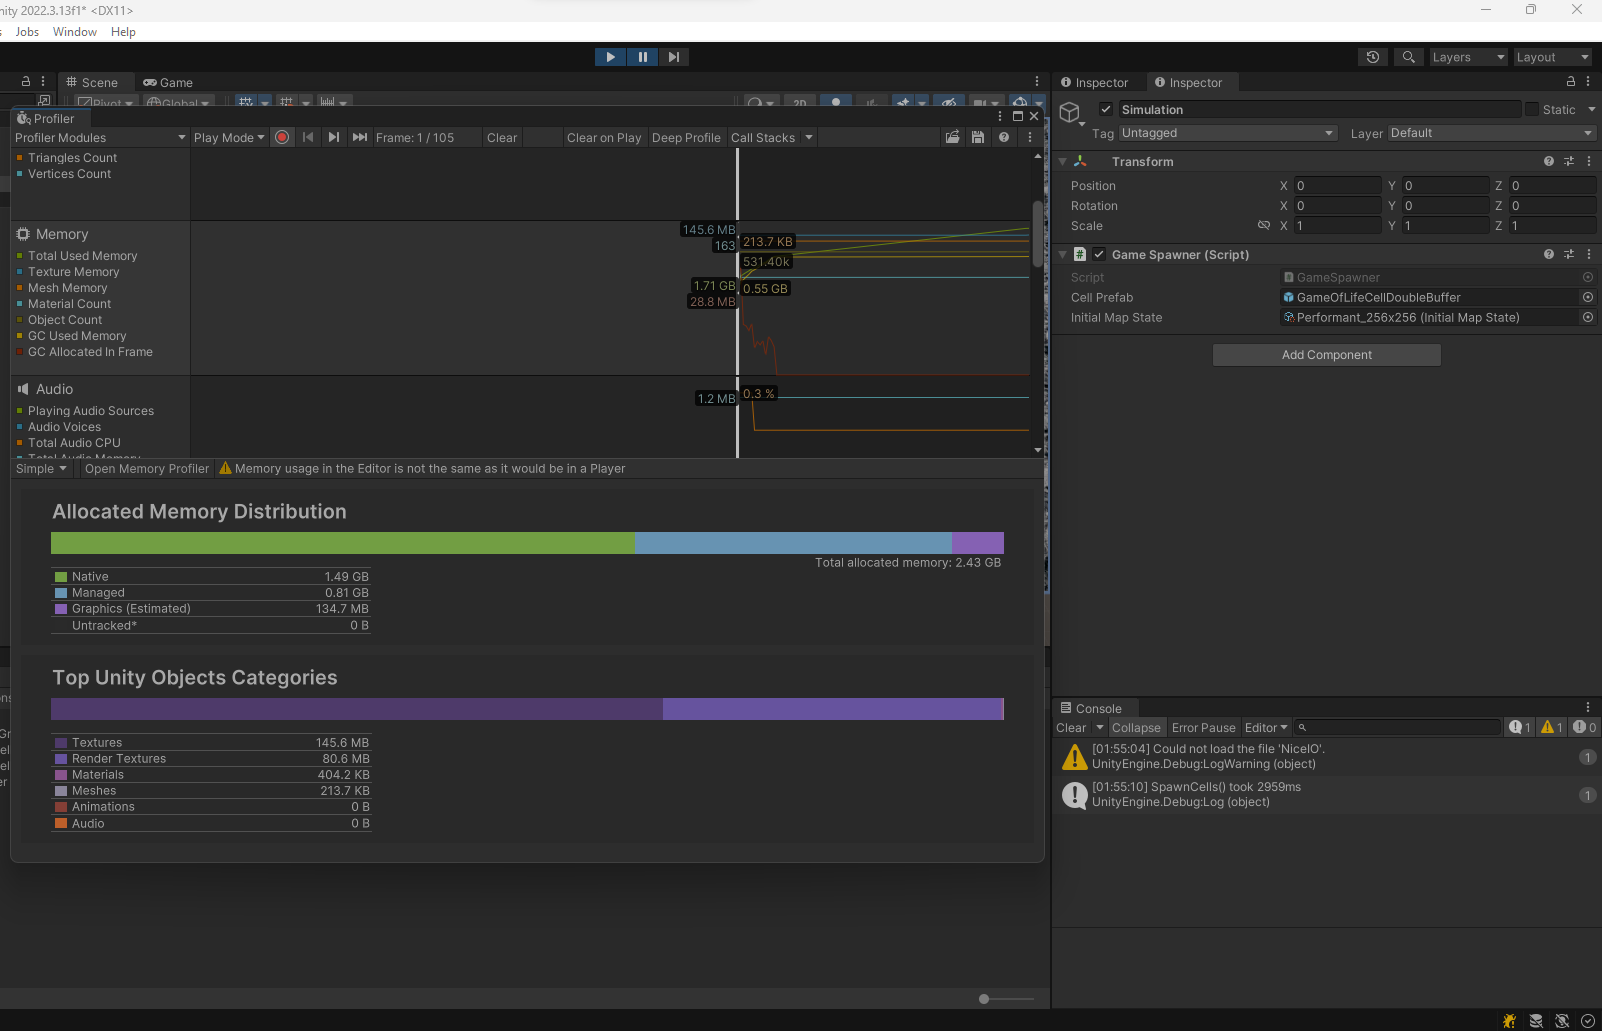 nity 2022.3.13f1* <DX11>
s Jobs Window Help
Layers Layout
Scene Game
Pivot Global 2D
Profiler
Profiler Modules Play Mode Frame: 1 / 105 Clear Clear on Play Deep Profile Call Stacks
Triangles Count
Vertices Count
Memory
Total Used Memory
Texture Memory
Mesh Memory
Material Count
Object Count
GC Used Memory
GC Allocated In Frame
145.6 MB
163
213.7 KB
531.40k
1.71 GB
0.55 GB
28.8 MB
Audio
Playing Audio Sources
Audio Voices
Total Audio CPU
Total Audio Memory
0.3 %
1.2 MB
Simple Open Memory Profiler Memory usage in the Editor is not the same as it would be in a Player
Allocated Memory Distribution
Total allocated memory: 2.43 GB
Native 1.49 GB
Managed 0.81 GB
Graphics (Estimated) 134.7 MB
Untracked* 0 B
Top Unity Objects Categories
Textures 145.6 MB
Render Textures 80.6 MB
Materials 404.2 KB
Meshes 213.7 KB
Animations 0 B
Audio 0 B
Inspector Inspector
Simulation Static
Tag Untagged Layer Default
Transform
Position X 0 Y 0 Z 0
Rotation X 0 Y 0 Z 0
Scale X 1 Y 1 Z 1
Game Spawner (Script)
Script GameSpawner
Cell Prefab GameOfLifeCellDoubleBuffer
Initial Map State Performant_256x256 (Initial Map State)
Add Component
Console
Clear Collapse Error Pause Editor 1 1 0
[01:55:04] Could not load the file 'NiceIO'.
UnityEngine.Debug:LogWarning (object)
1
[01:55:10] SpawnCells() took 2959ms
UnityEngine.Debug:Log (object)
1